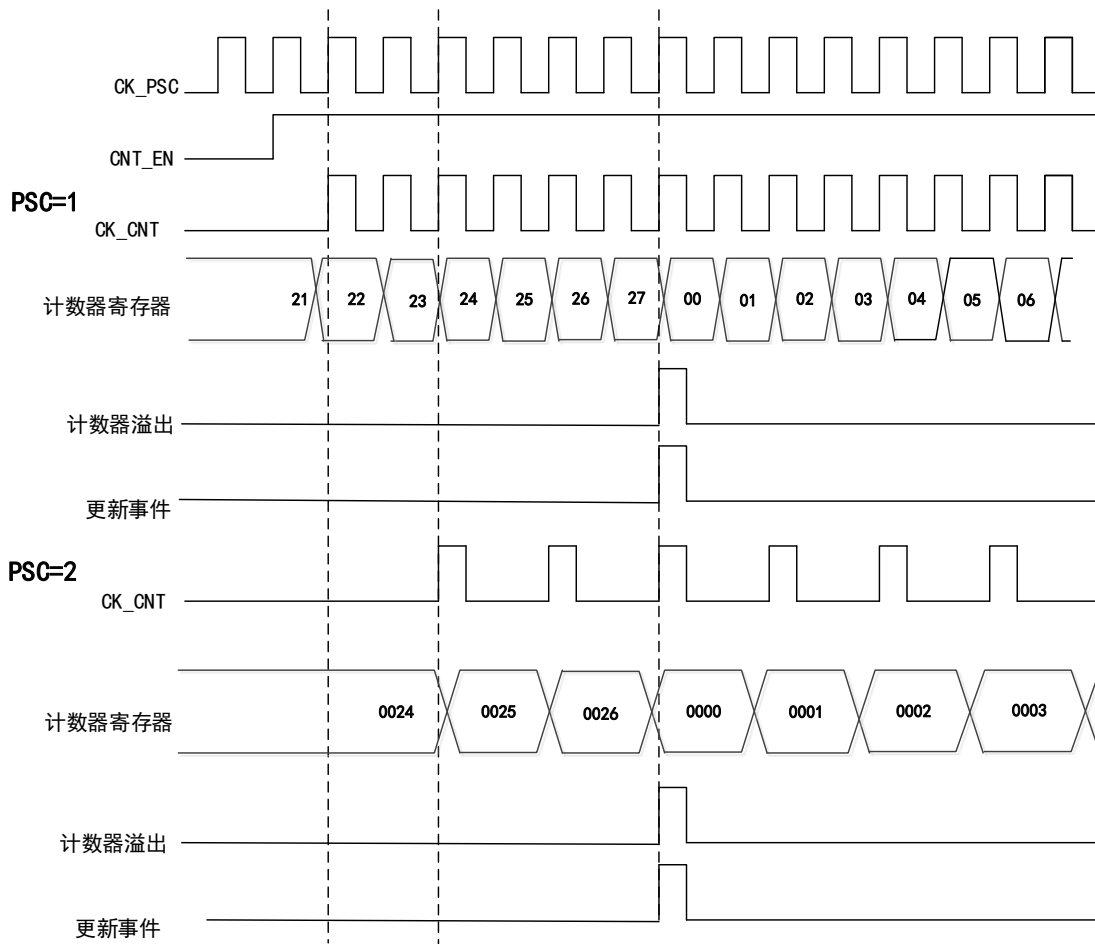 CK_PSC
CNT_EN
PSC=1
CK_CNT
计数器寄存器 21 22 23 24 25 26 27 00 01 02 03 04 05 06
计数器溢出
更新事件
PSC=2
CK_CNT
计数器寄存器 0024 0025 0026 0000 0001 0002 0003
计数器溢出
更新事件